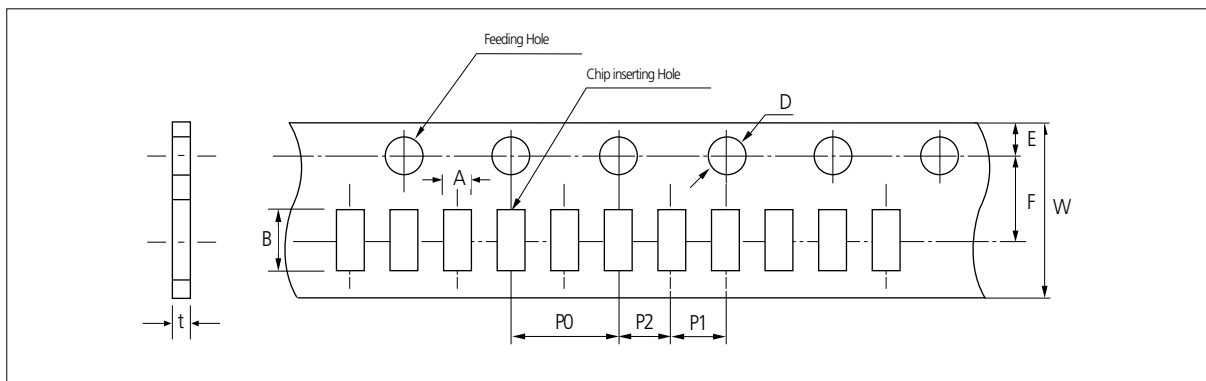 Feeding Hole
Chip inserting Hole
D
E
A
F
W
B
t
P0
P2
P1